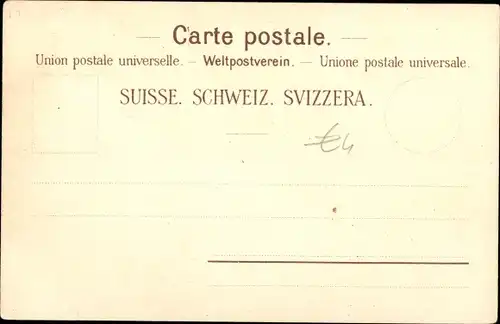 — Carte postale. —
Union postale universelle. — Weltpostverein. — Unione postale universale.
SUISSE. SCHWEIZ. SVIZZERA.
€4